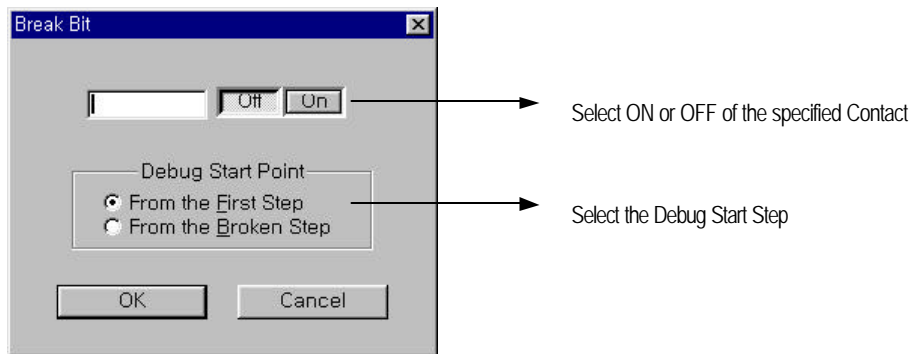 Break Bit
Off On
Select ON or OFF of the specified Contact
Debug Start Point
From the First Step
From the Broken Step
Select the Debug Start Step
OK Cancel